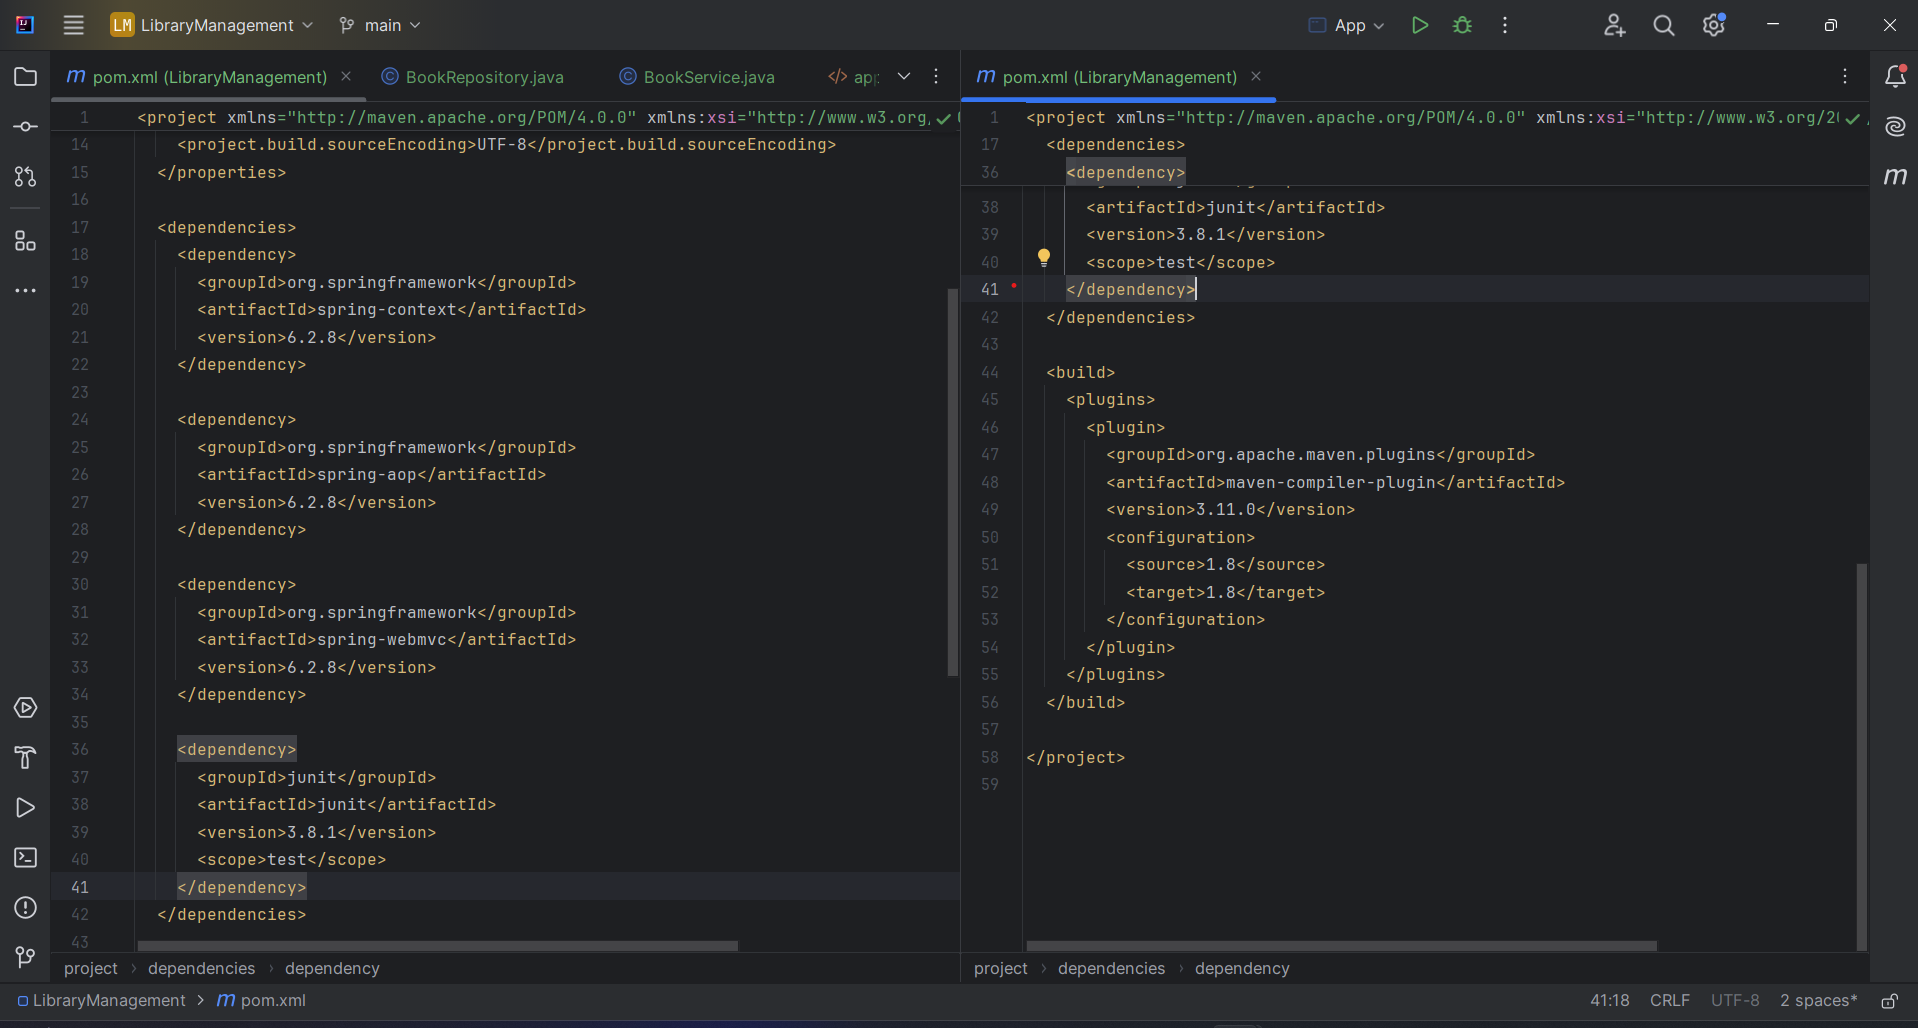 LM LibraryManagement main App
pom.xml (LibraryManagement) BookRepository.java BookService.java
1 <project xmlns="http://maven.apache.org/POM/4.0.0" xmlns:xsi="http://www.w3.org,
14 <project.build.sourceEncoding>UTF-8</project.build.sourceEncoding>
15 </properties>
16
17 <dependencies>
18 <dependency>
19 <groupId>org.springframework</groupId>
20 <artifactId>spring-context</artifactId>
21 <version>6.2.8</version>
22 </dependency>
23
24 <dependency>
25 <groupId>org.springframework</groupId>
26 <artifactId>spring-aop</artifactId>
27 <version>6.2.8</version>
28 </dependency>
29
30 <dependency>
31 <groupId>org.springframework</groupId>
32 <artifactId>spring-webmvc</artifactId>
33 <version>6.2.8</version>
34 </dependency>
35
36 <dependency>
37 <groupId>junit</groupId>
38 <artifactId>junit</artifactId>
39 <version>3.8.1</version>
40 <scope>test</scope>
41 </dependency>
42 </dependencies>
43
project › dependencies › dependency
pom.xml (LibraryManagement)
1 <project xmlns="http://maven.apache.org/POM/4.0.0" xmlns:xsi="http://www.w3.org/20
17 <dependencies>
36 <dependency>
38 <artifactId>junit</artifactId>
39 <version>3.8.1</version>
40 <scope>test</scope>
41 </dependency>
42 </dependencies>
43
44 <build>
45 <plugins>
46 <plugin>
47 <groupId>org.apache.maven.plugins</groupId>
48 <artifactId>maven-compiler-plugin</artifactId>
49 <version>3.11.0</version>
50 <configuration>
51 <source>1.8</source>
52 <target>1.8</target>
53 </configuration>
54 </plugin>
55 </plugins>
56 </build>
57
58 </project>
59
project › dependencies › dependency
LibraryManagement › pom.xml 41:18 CRLF UTF-8 2 spaces*